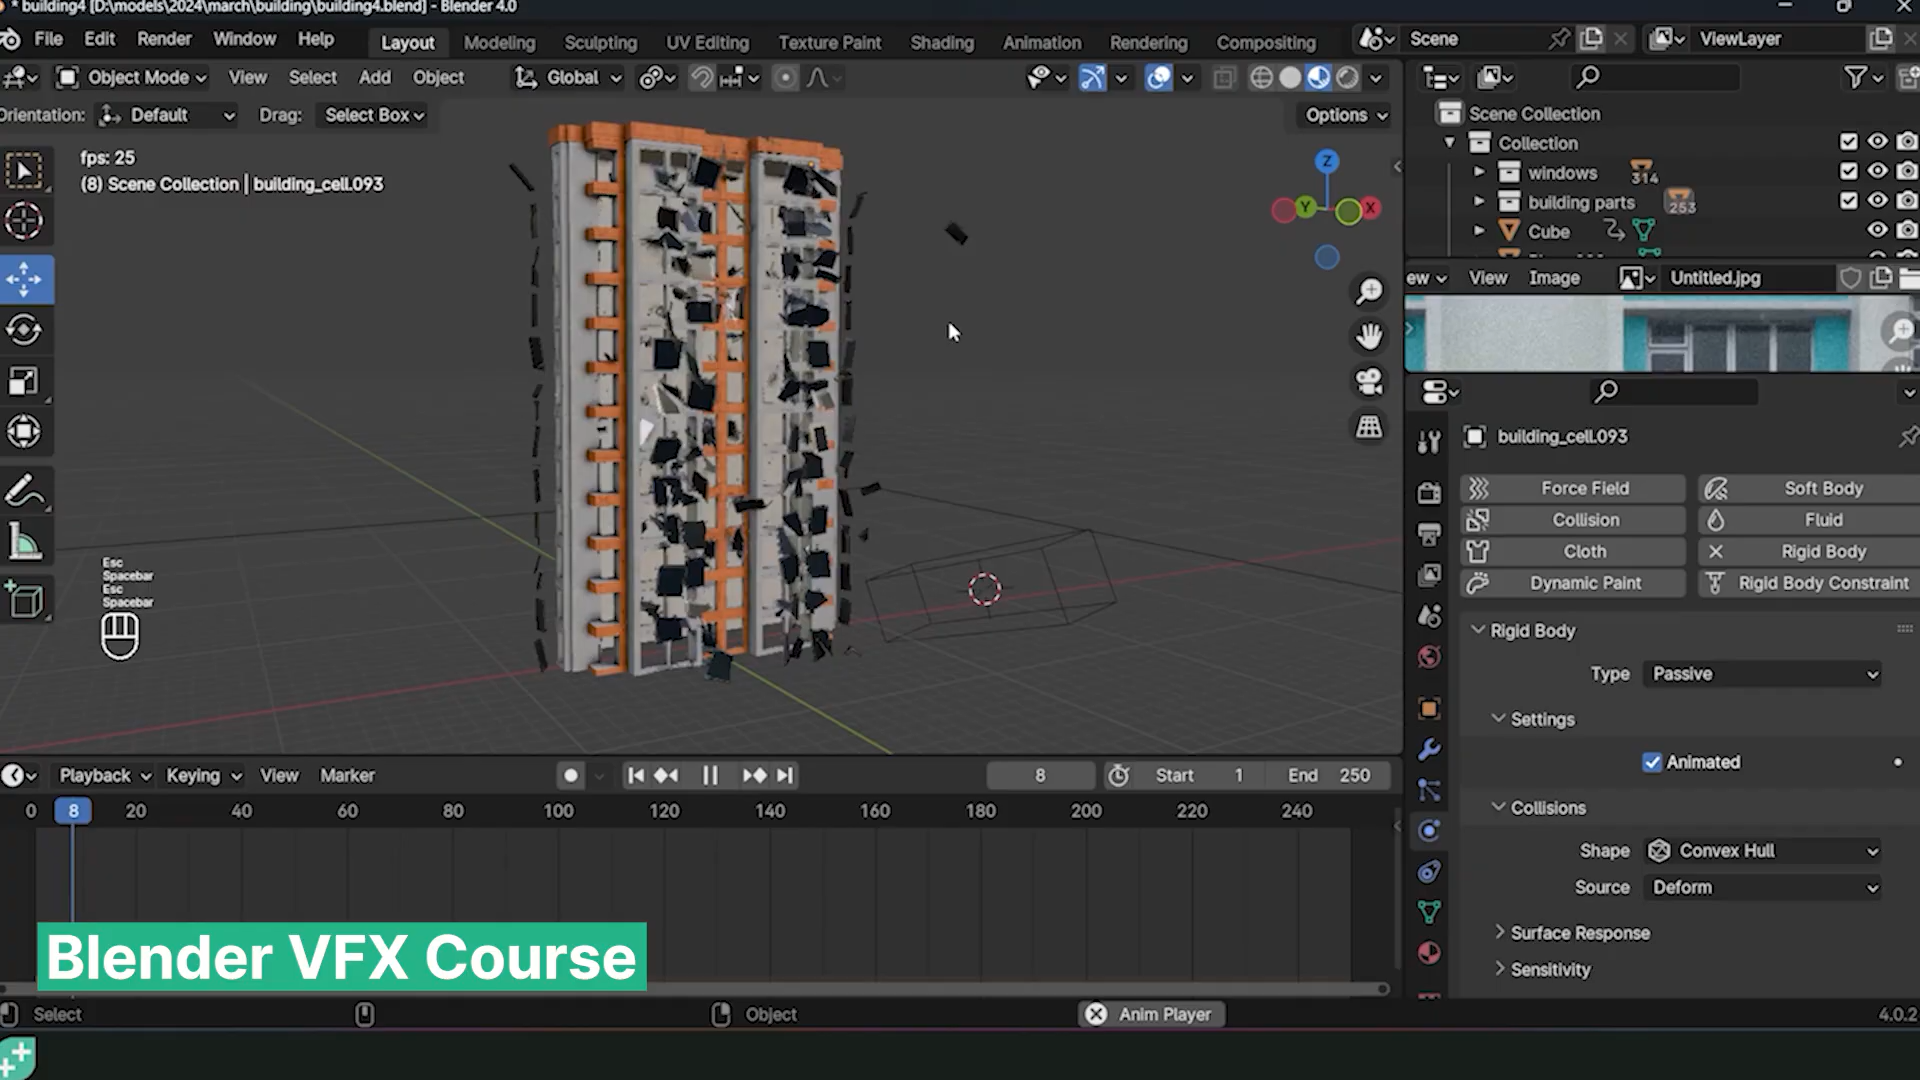 * building4 [D:\models\2024\march\building\building4.blend] - Blender 4.0
File Edit Render Window Help Layout Modeling Sculpting UV Editing Texture Paint Shading Animation Rendering Compositing Scene ViewLayer
Object Mode View Select Add Object Global
Orientation: Default Drag: Select Box Options
fps: 25
(8) Scene Collection | building_cell.093
Z
Y
X
Esc
Spacebar
Esc
Spacebar
Scene Collection
Collection
windows 314
building parts 253
Cube
ew View Image Untitled.jpg
building_cell.093
Force Field Soft Body
Collision Fluid
Cloth Rigid Body
Dynamic Paint Rigid Body Constraint
Rigid Body
Type Passive
Settings
Animated
Collisions
Shape Convex Hull
Source Deform
Surface Response
Sensitivity
Playback Keying View Marker 8 Start 1 End 250
0 8 20 40 60 80 100 120 140 160 180 200 220 240
Blender VFX Course
Select Object Anim Player 4.0.2